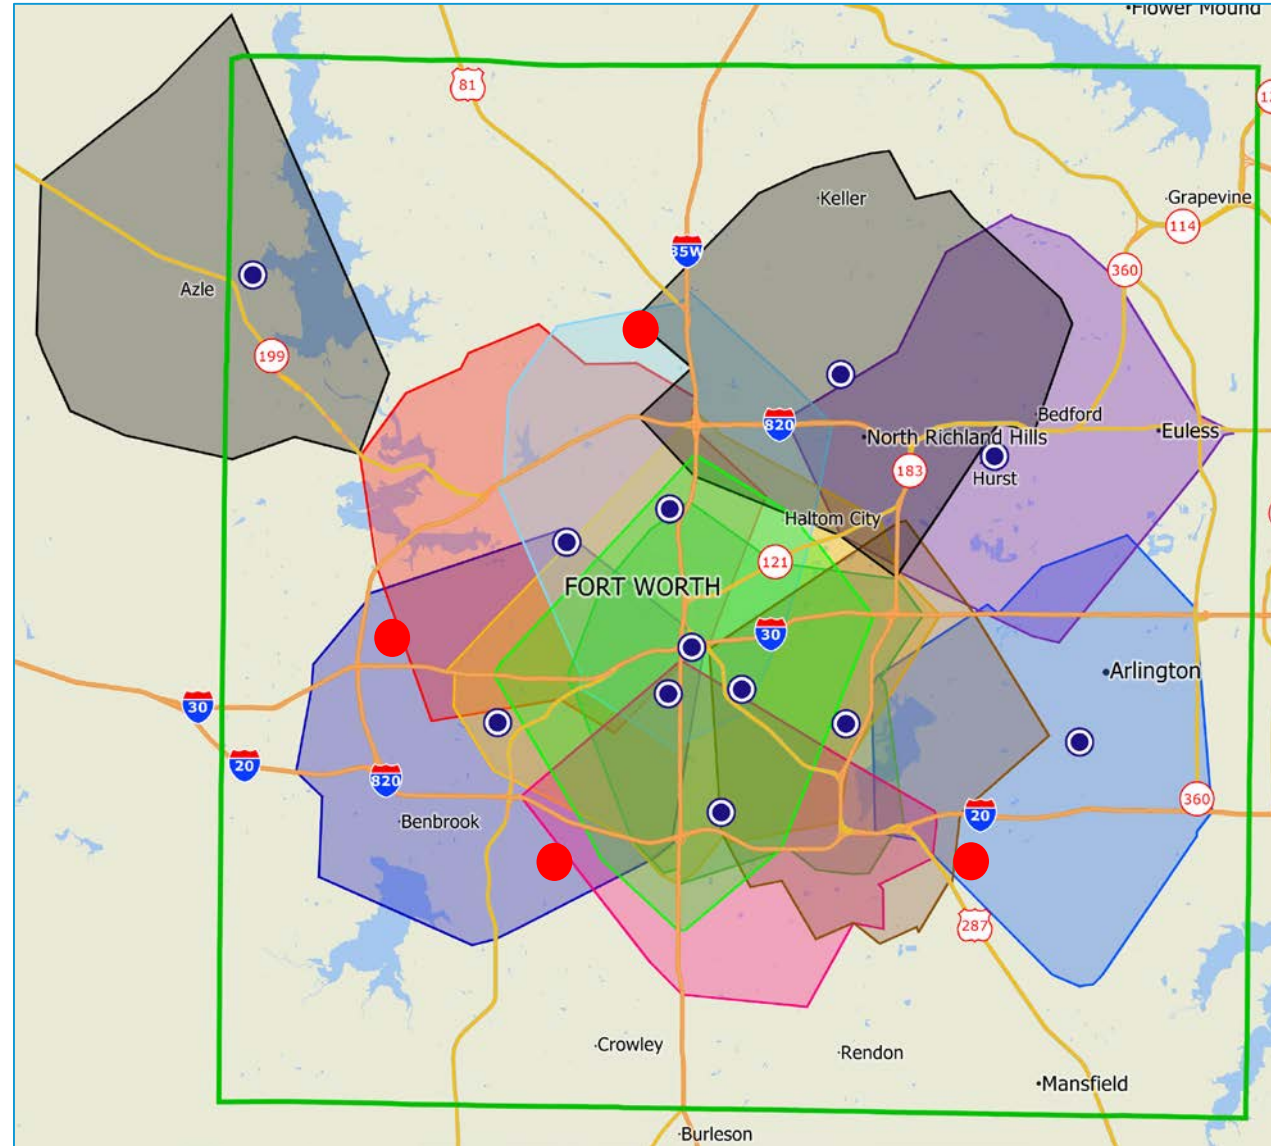 Flower Mound
81
Keller
Grapevine
114
35W
360
Azle
199
Bedford
820
North Richland Hills
Euless
183
Hurst
Haltom City
121
FORT WORTH
30
Arlington
30
20
820
360
20
Benbrook
287
Crowley
Rendon
Mansfield
Burleson